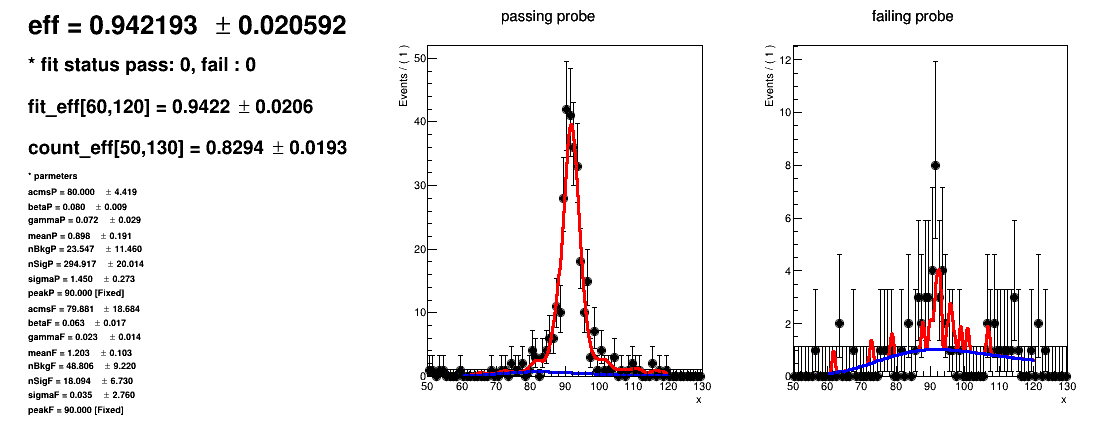 eff = 0.942193 ± 0.020592
* fit status pass: 0, fail : 0
fit_eff[60,120] = 0.9422 ± 0.0206
count_eff[50,130] = 0.8294 ± 0.0193
* parmeters
acmsP = 80.000 ± 4.419
betaP = 0.080 ± 0.009
gammaP = 0.072 ± 0.029
meanP = 0.898 ± 0.191
nBkgP = 23.547 ± 11.460
nSigP = 294.917 ± 20.014
sigmaP = 1.450 ± 0.273
peakP = 90.000 [Fixed]
acmsF = 79.881 ± 18.684
betaF = 0.063 ± 0.017
gammaF = 0.023 ± 0.014
meanF = 1.203 ± 0.103
nBkgF = 48.806 ± 9.220
nSigF = 18.094 ± 6.730
sigmaF = 0.035 ± 2.760
peakF = 90.000 [Fixed]
passing probe
Events / ( 1 )
50
40
30
20
10
0
50 60 70 80 90 100 110 120 130
x
failing probe
Events / ( 1 )
12
10
8
6
4
2
0
50 60 70 80 90 100 110 120 130
x